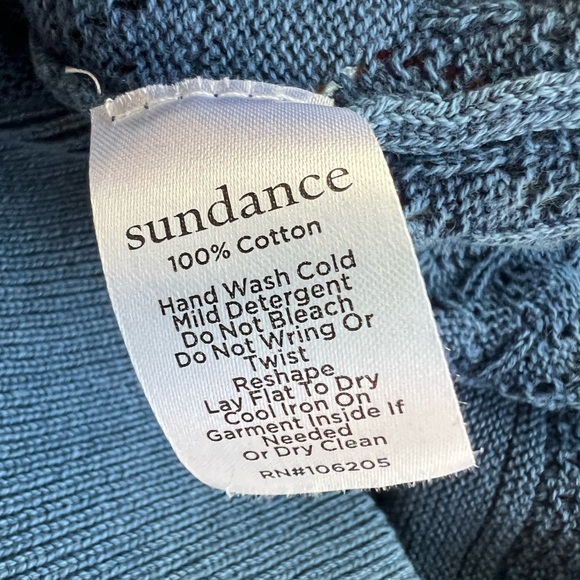 sundance
100% Cotton
Hand Wash Cold
Mild Detergent
Do Not Bleach
Do Not Wring Or
Twist
Reshape
Lay Flat To Dry
Cool Iron On
Garment Inside If
Needed
Or Dry Clean
RN#106205